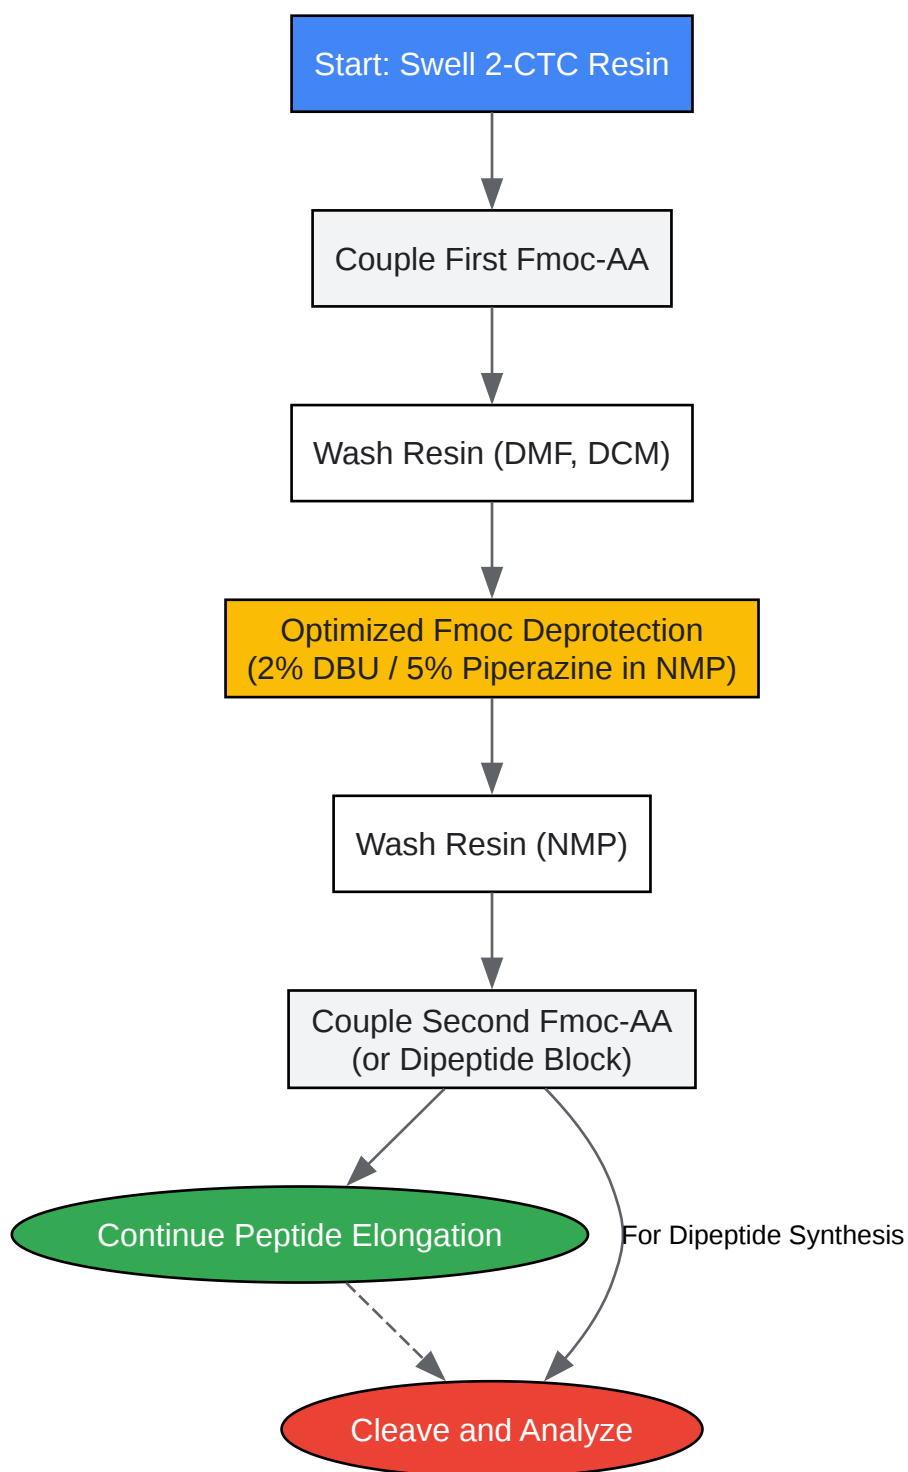 Start: Swell 2-CTC Resin
Couple First Fmoc-AA
Wash Resin (DMF, DCM)
Optimized Fmoc Deprotection
(2% DBU / 5% Piperazine in NMP)
Wash Resin (NMP)
Couple Second Fmoc-AA
(or Dipeptide Block)
Continue Peptide Elongation
For Dipeptide Synthesis
Cleave and Analyze